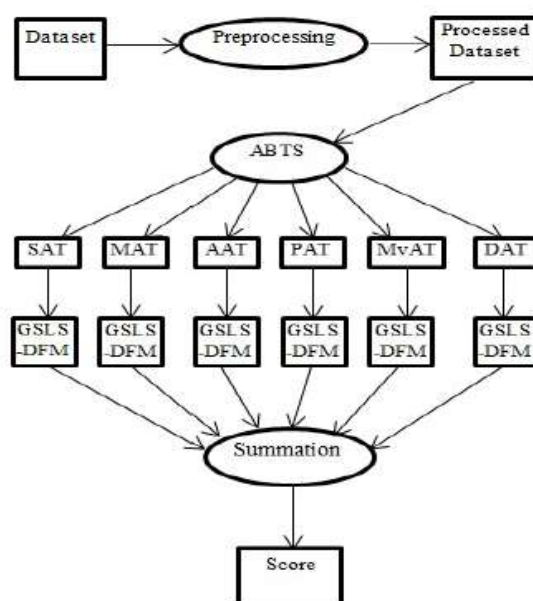 Dataset
Preprocessing
Processed
Dataset
ABTS
SAT
MAT
AAT
PAT
MvAT
DAT
GSLS
-DFM
GSLS
-DFM
GSLS
-DFM
GSLS
-DFM
GSLS
-DFM
GSLS
-DFM
Summation
Score